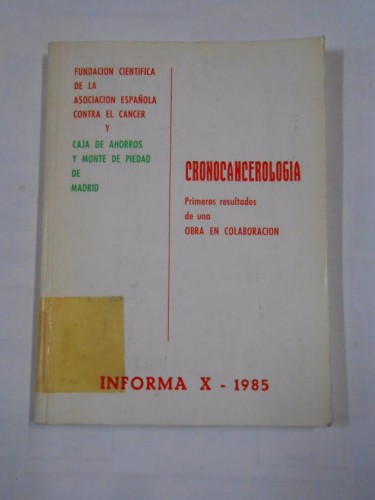 FUNDACION CIENTIFICA
DE LA
ASOCIACION ESPAÑOLA
CONTRA EL CANCER
Y
CAJA DE AHORROS
Y MONTE DE PIEDAD
DE
MADRID
CRONOCANCEROLOGIA
Primeros resultados
de una
OBRA EN COLABORACION
INFORMA X - 1985